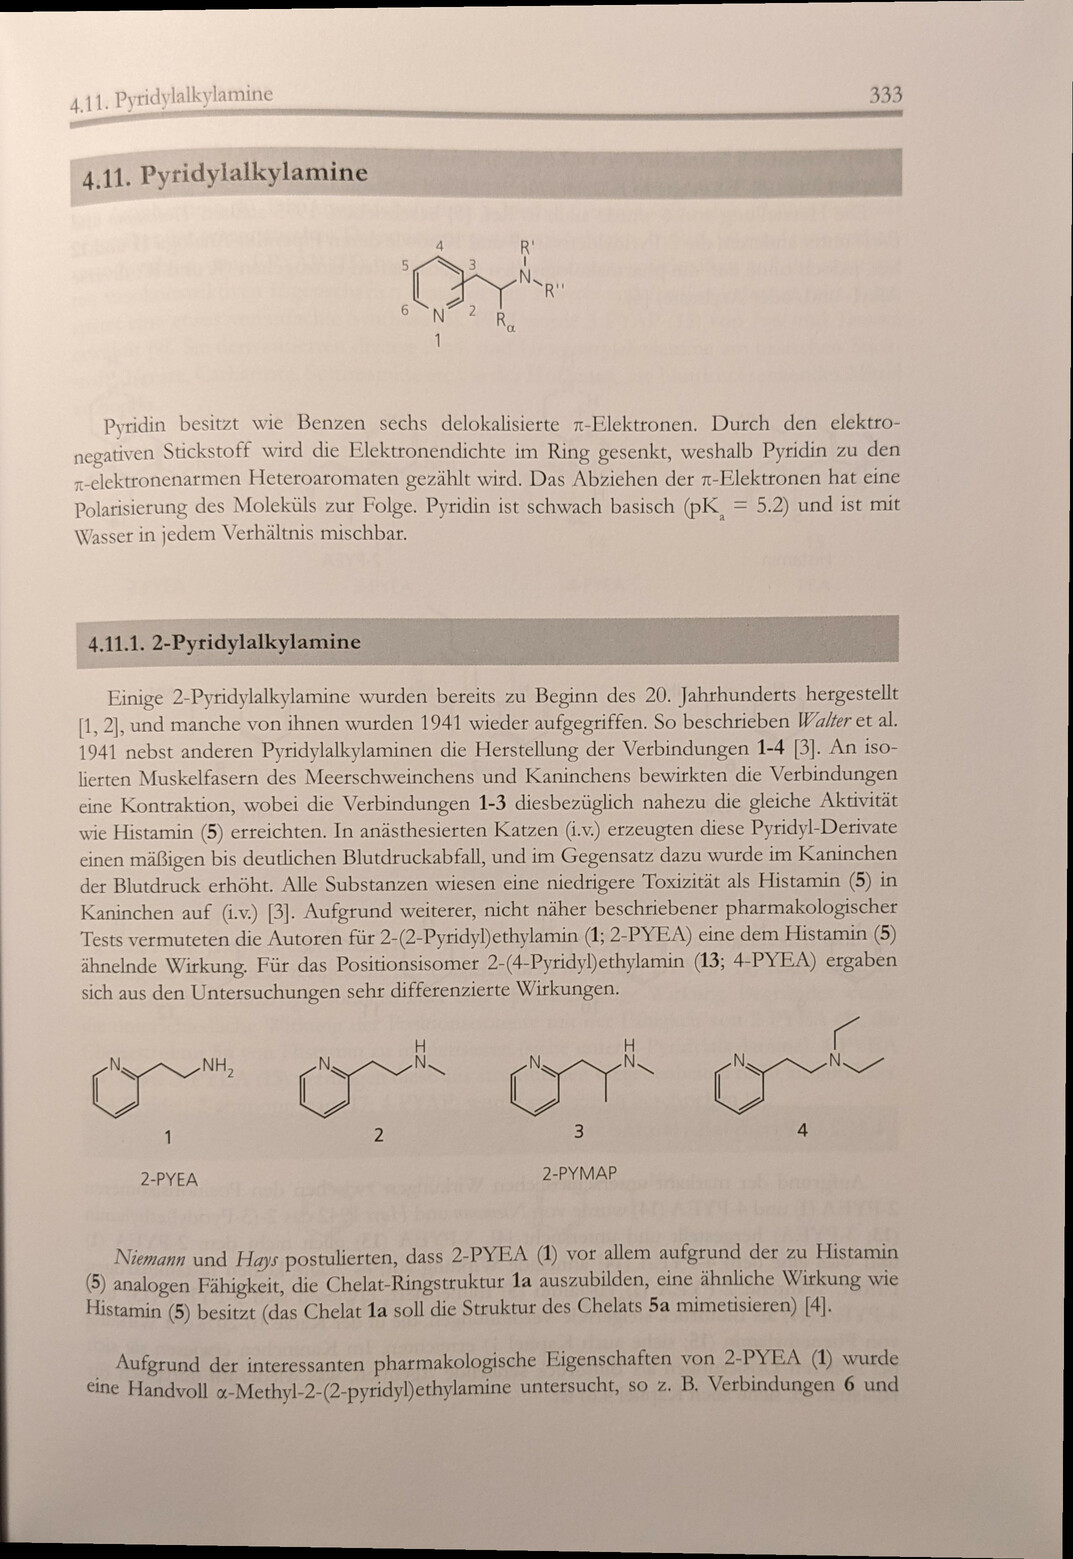 4.11. Pyridylalkylamine
333
4.11. Pyridylalkylamine
4
R'
5
3
N
R''
6
N
2
Rα
1
Pyridin besitzt wie Benzen sechs delokalisierte π-Elektronen. Durch den elektro-
negativen Stickstoff wird die Elektronendichte im Ring gesenkt, weshalb Pyridin zu den
π-elektronenarmen Heteroaromaten gezählt wird. Das Abziehen der π-Elektronen hat eine
Polarisierung des Moleküls zur Folge. Pyridin ist schwach basisch (pKa = 5.2) und ist mit
Wasser in jedem Verhältnis mischbar.
4.11.1. 2-Pyridylalkylamine
Einige 2-Pyridylalkylamine wurden bereits zu Beginn des 20. Jahrhunderts hergestellt
[1, 2], und manche von ihnen wurden 1941 wieder aufgegriffen. So beschrieben Walter et al.
1941 nebst anderen Pyridylalkylaminen die Herstellung der Verbindungen 1-4 [3]. An iso-
lierten Muskelfasern des Meerschweinchens und Kaninchens bewirkten die Verbindungen
eine Kontraktion, wobei die Verbindungen 1-3 diesbezüglich nahezu die gleiche Aktivität
wie Histamin (5) erreichten. In anästhesierten Katzen (i.v.) erzeugten diese Pyridyl-Derivate
einen mäßigen bis deutlichen Blutdruckabfall, und im Gegensatz dazu wurde im Kaninchen
der Blutdruck erhöht. Alle Substanzen wiesen eine niedrigere Toxizität als Histamin (5) in
Kaninchen auf (i.v.) [3]. Aufgrund weiterer, nicht näher beschriebener pharmakologischer
Tests vermuteten die Autoren für 2-(2-Pyridyl)ethylamin (1; 2-PYEA) eine dem Histamin (5)
ähnelnde Wirkung. Für das Positionsisomer 2-(4-Pyridyl)ethylamin (13; 4-PYEA) ergaben
sich aus den Untersuchungen sehr differenzierte Wirkungen.
N NH2 N H N N H N N N
1 2 3 4
2-PYEA 2-PYMAP
Niemann und Hays postulierten, dass 2-PYEA (1) vor allem aufgrund der zu Histamin
(5) analogen Fähigkeit, die Chelat-Ringstruktur 1a auszubilden, eine ähnliche Wirkung wie
Histamin (5) besitzt (das Chelat 1a soll die Struktur des Chelats 5a mimetisieren) [4].
Aufgrund der interessanten pharmakologische Eigenschaften von 2-PYEA (1) wurde
eine Handvoll α-Methyl-2-(2-pyridyl)ethylamine untersucht, so z. B. Verbindungen 6 und